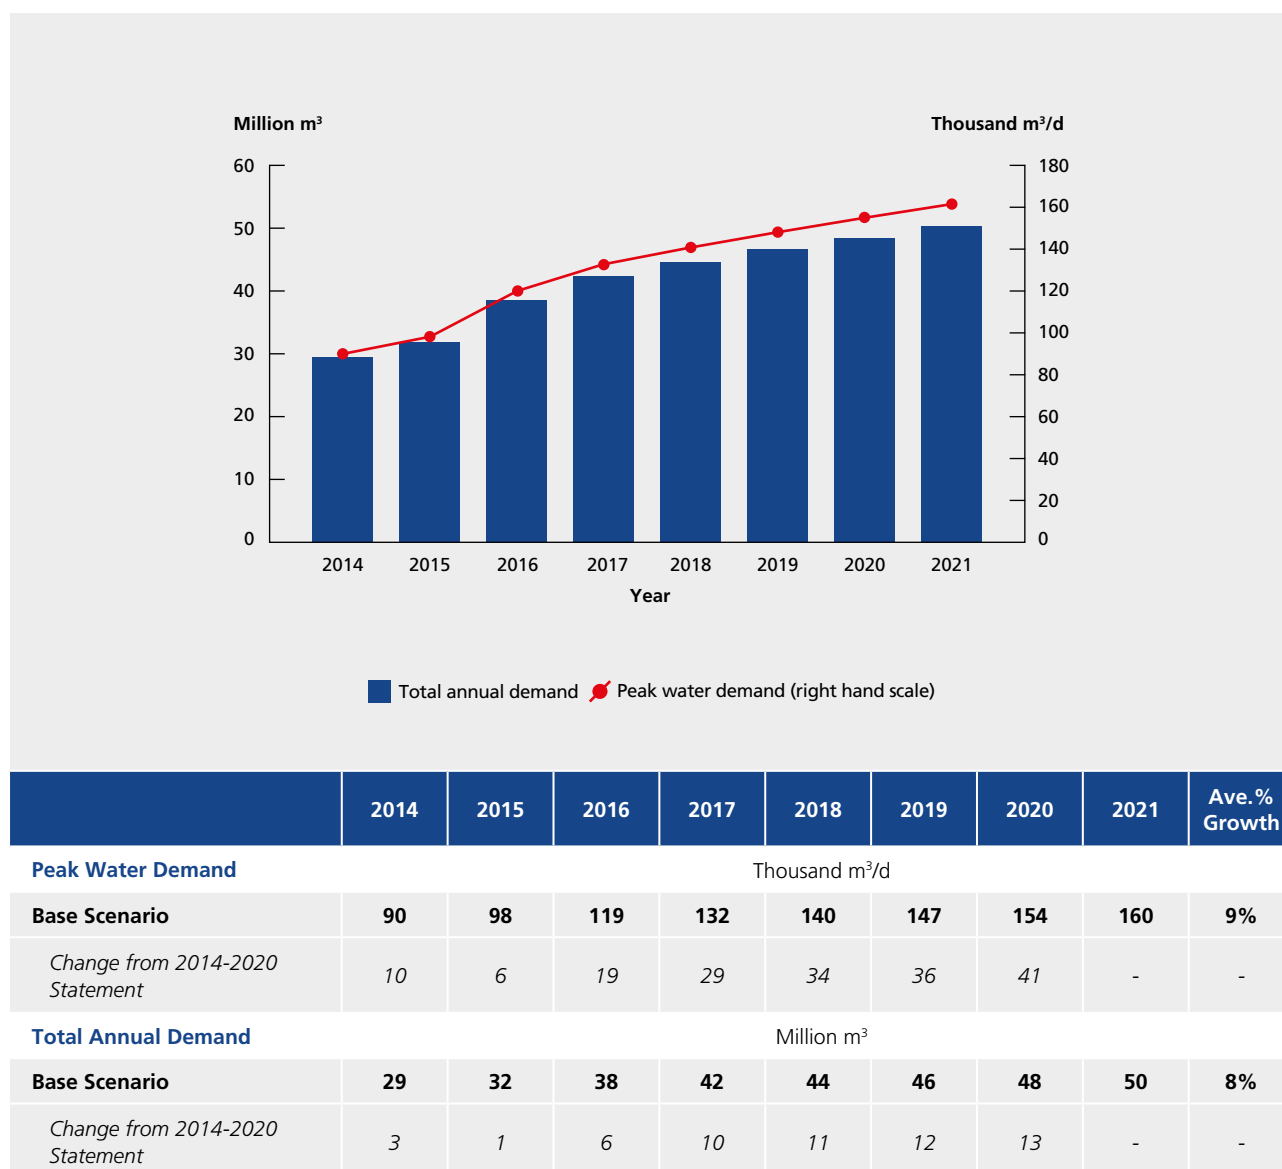 Million m³ Thousand m³/d
60 180
50 160
40 140
30 120
20 100
10 80
0 60
40
20
0
2014 2015 2016 2017 2018 2019 2020 2021
Year
Total annual demand Peak water demand (right hand scale)
2014 2015 2016 2017 2018 2019 2020 2021 Ave.%
Growth
Peak Water Demand Thousand m³/d
Base Scenario 90 98 119 132 140 147 154 160 9%
Change from 2014-2020
Statement 10 6 19 29 34 36 41 - -
Total Annual Demand Million m³
Base Scenario 29 32 38 42 44 46 48 50 8%
Change from 2014-2020
Statement 3 1 6 10 11 12 13 - -